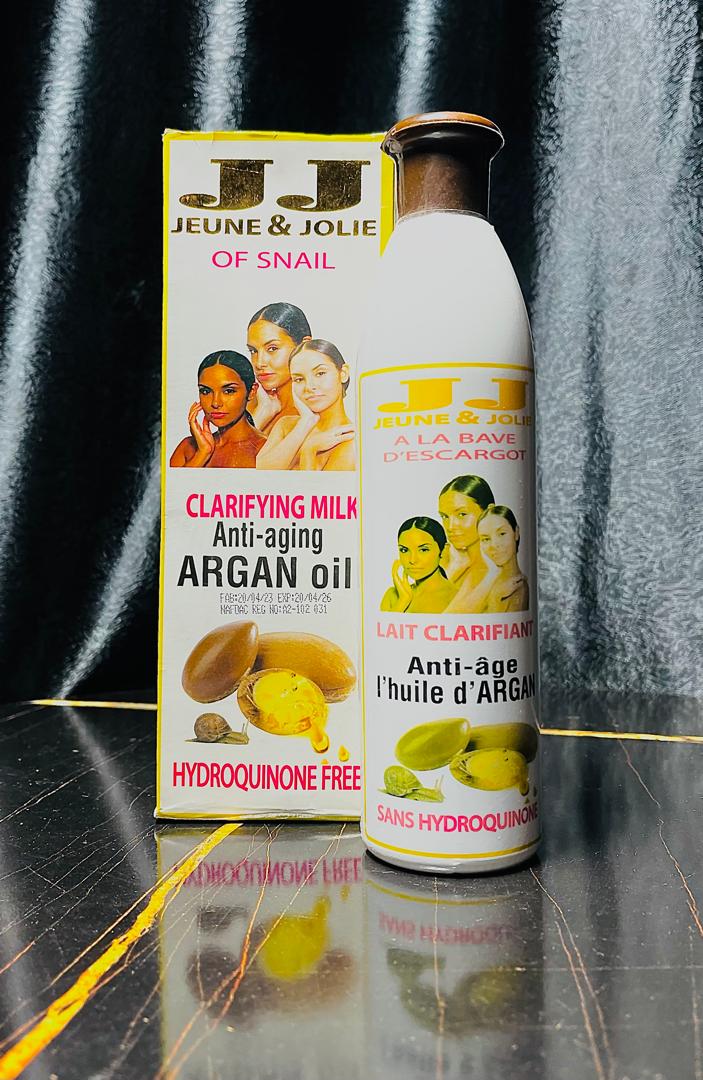 JJ
JEUNE & JOLIE
OF SNAIL
CLARIFYING MILK
Anti-aging
ARGAN oil
FAB:20/04/23 EXP:20/04/26
NAFDAC REG NO:A2-102 031
HYDROQUINONE FREE
JJ
JEUNE & JOLIE
A LA BAVE
D'ESCARGOT
LAIT CLARIFIANT
Anti-âge
l'huile d'ARGAN
SANS HYDROQUINONE